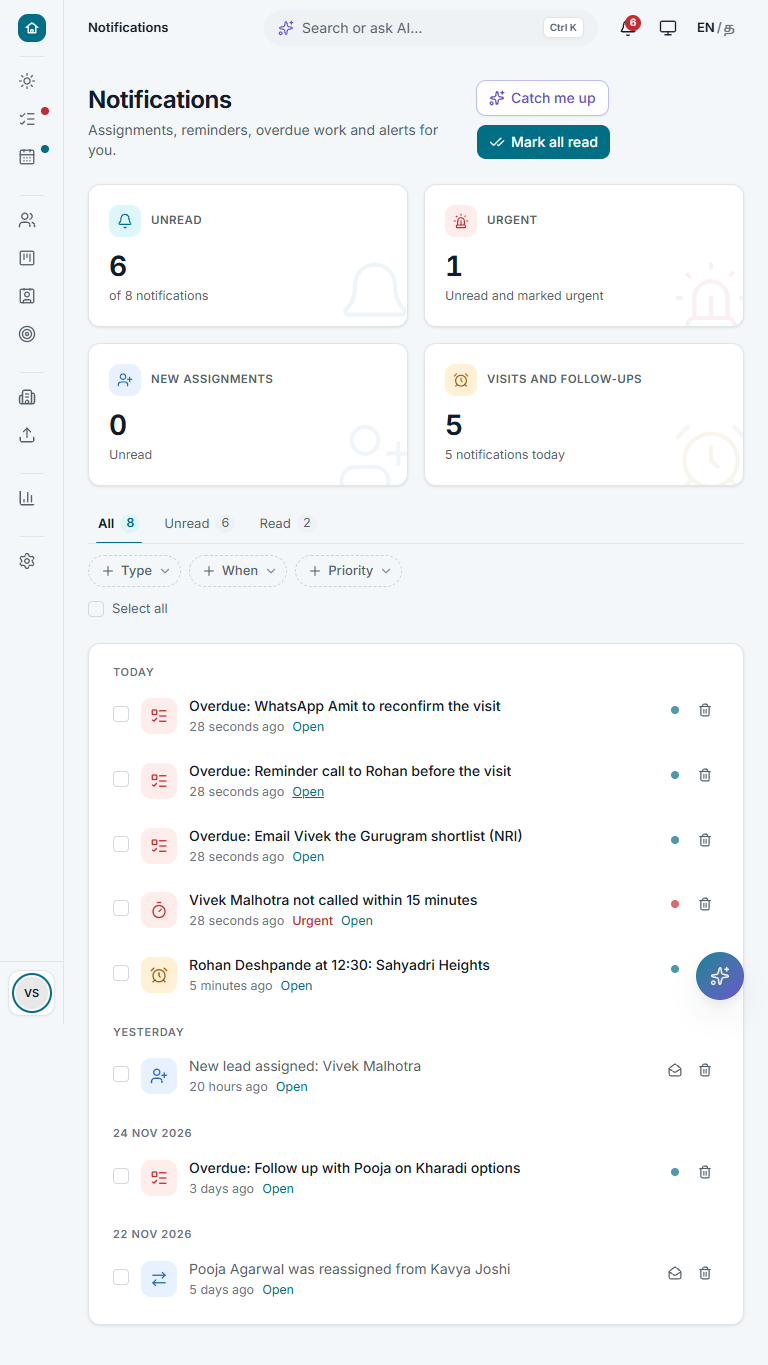 Notifications
Search or ask AI...
Ctrl K
6
EN / த
Notifications
Assignments, reminders, overdue work and alerts for
you.
Catch me up
Mark all read
UNREAD
6
of 8 notifications
URGENT
1
Unread and marked urgent
NEW ASSIGNMENTS
0
Unread
VISITS AND FOLLOW-UPS
5
5 notifications today
All 8
Unread 6
Read 2
Type
When
Priority
Select all
TODAY
Overdue: WhatsApp Amit to reconfirm the visit
28 seconds ago Open
Overdue: Reminder call to Rohan before the visit
28 seconds ago Open
Overdue: Email Vivek the Gurugram shortlist (NRI)
28 seconds ago Open
Vivek Malhotra not called within 15 minutes
28 seconds ago Urgent Open
Rohan Deshpande at 12:30: Sahyadri Heights
5 minutes ago Open
VS
YESTERDAY
New lead assigned: Vivek Malhotra
20 hours ago Open
24 NOV 2026
Overdue: Follow up with Pooja on Kharadi options
3 days ago Open
22 NOV 2026
Pooja Agarwal was reassigned from Kavya Joshi
5 days ago Open